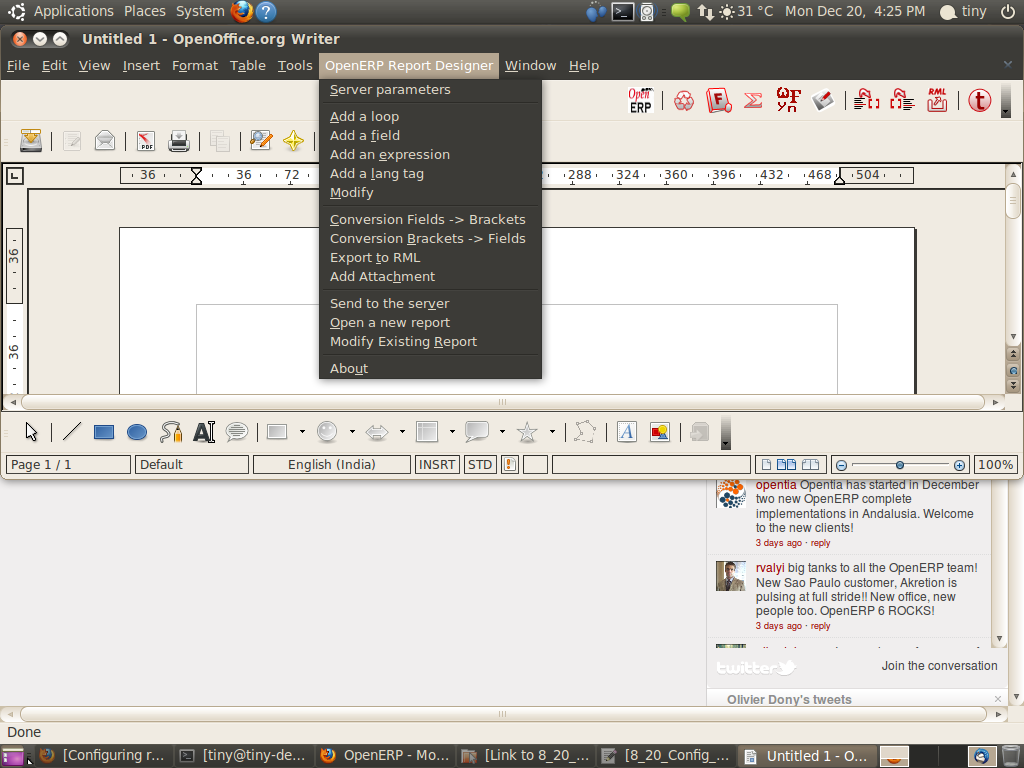 Applications Places System 31 °C Mon Dec 20, 4:25 PM tiny
Untitled 1 - OpenOffice.org Writer
File Edit View Insert Format Table Tools OpenERP Report Designer Window Help
Server parameters
Add a loop
Add a field
Add an expression
Add a lang tag
Modify
Conversion Fields -> Brackets
Conversion Brackets -> Fields
Export to RML
Add Attachment
Send to the server
Open a new report
Modify Existing Report
About
Open
ERP
RML
PDF
36 36 72 288 324 360 396 432 468 504
36
36
Page 1 / 1 Default English (India) INSRT STD 100%
opentia Opentia has started in December
two new OpenERP complete
implementations in Andalusia. Welcome
to the new clients!
3 days ago · reply
rvalyi big tanks to all the OpenERP team!
New Sao Paulo customer, Akretion is
pulsing at full stride!! New office, new
people too. OpenERP 6 ROCKS!
3 days ago · reply
twitter Join the conversation
Olivier Dony's tweets
Done
[Configuring r... [tiny@tiny-de... OpenERP - Mo... [Link to 8_20_... [8_20_Config_... Untitled 1 - O...